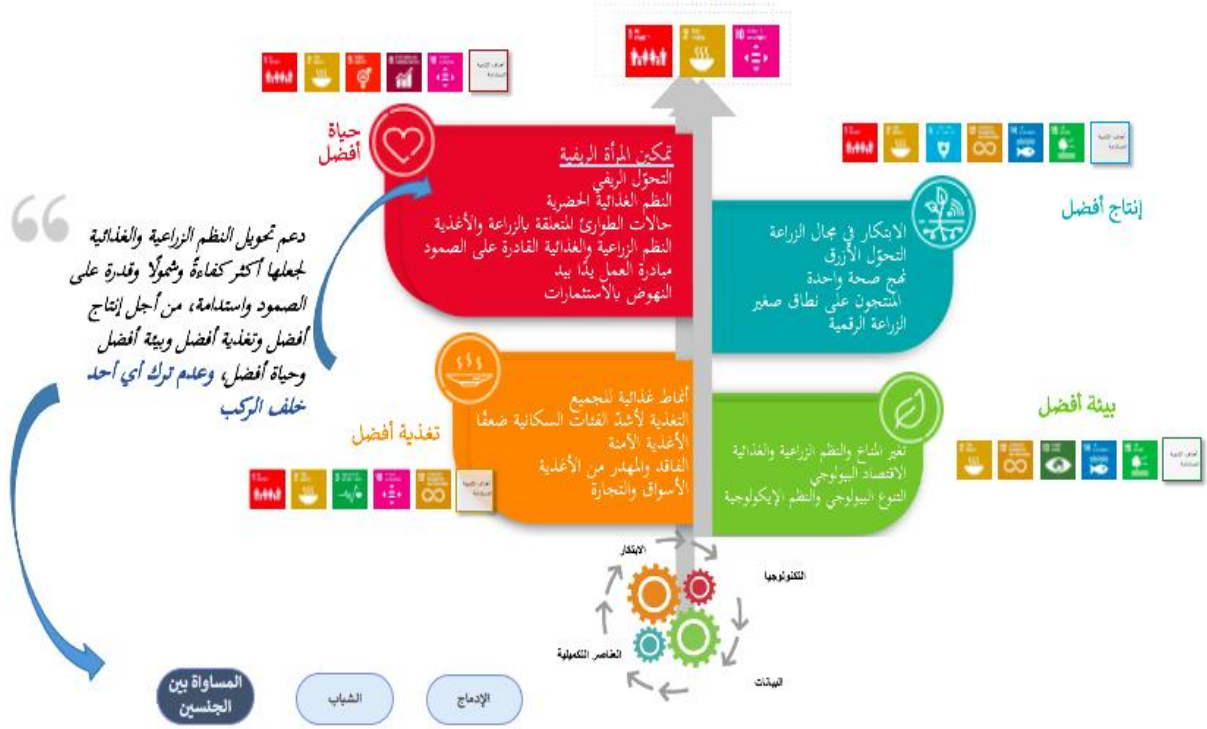 حياة
أفضل
تمكين المرأة الريفية
التحوّل الريفي
النظم الغذائية الحضرية
حالات الطوارئ المتعلقة بالزراعة والأغذية
النظم الزراعية والغذائية القادرة على الصمود
مبادرة العمل يدًا بيد
النهوض بالاستثمارات
إنتاج أفضل
الابتكار في مجال الزراعة
التحوّل الأزرق
نهج صحة واحدة
المنتجون على نطاق صغير
الزراعة الرقمية
دعم تحويل النظم الزراعية والغذائية
لجعلها أكثر كفاءةً وشمولًا وقدرة على
الصمود واستدامة، من أجل إنتاج
أفضل وتغذية أفضل وبيئة أفضل
وحياة أفضل، وعدم ترك أي أحد
خلف الركب
تغذية أفضل
أنماط غذائية للجميع
التغذية لأشدّ الفئات السكانية ضعفًا
الأغذية الآمنة
الفاقد والمهدر من الأغذية
الأسواق والتجارة
بيئة أفضل
تغير المناخ والنظم الزراعية والغذائية
الاقتصاد البيولوجي
التنوع البيولوجي والنظم الإيكولوجية
الابتكار
التكنولوجيا
العناصر التكميلية
البيانات
الإدماج
الشباب
المساواة بين
الجنسين